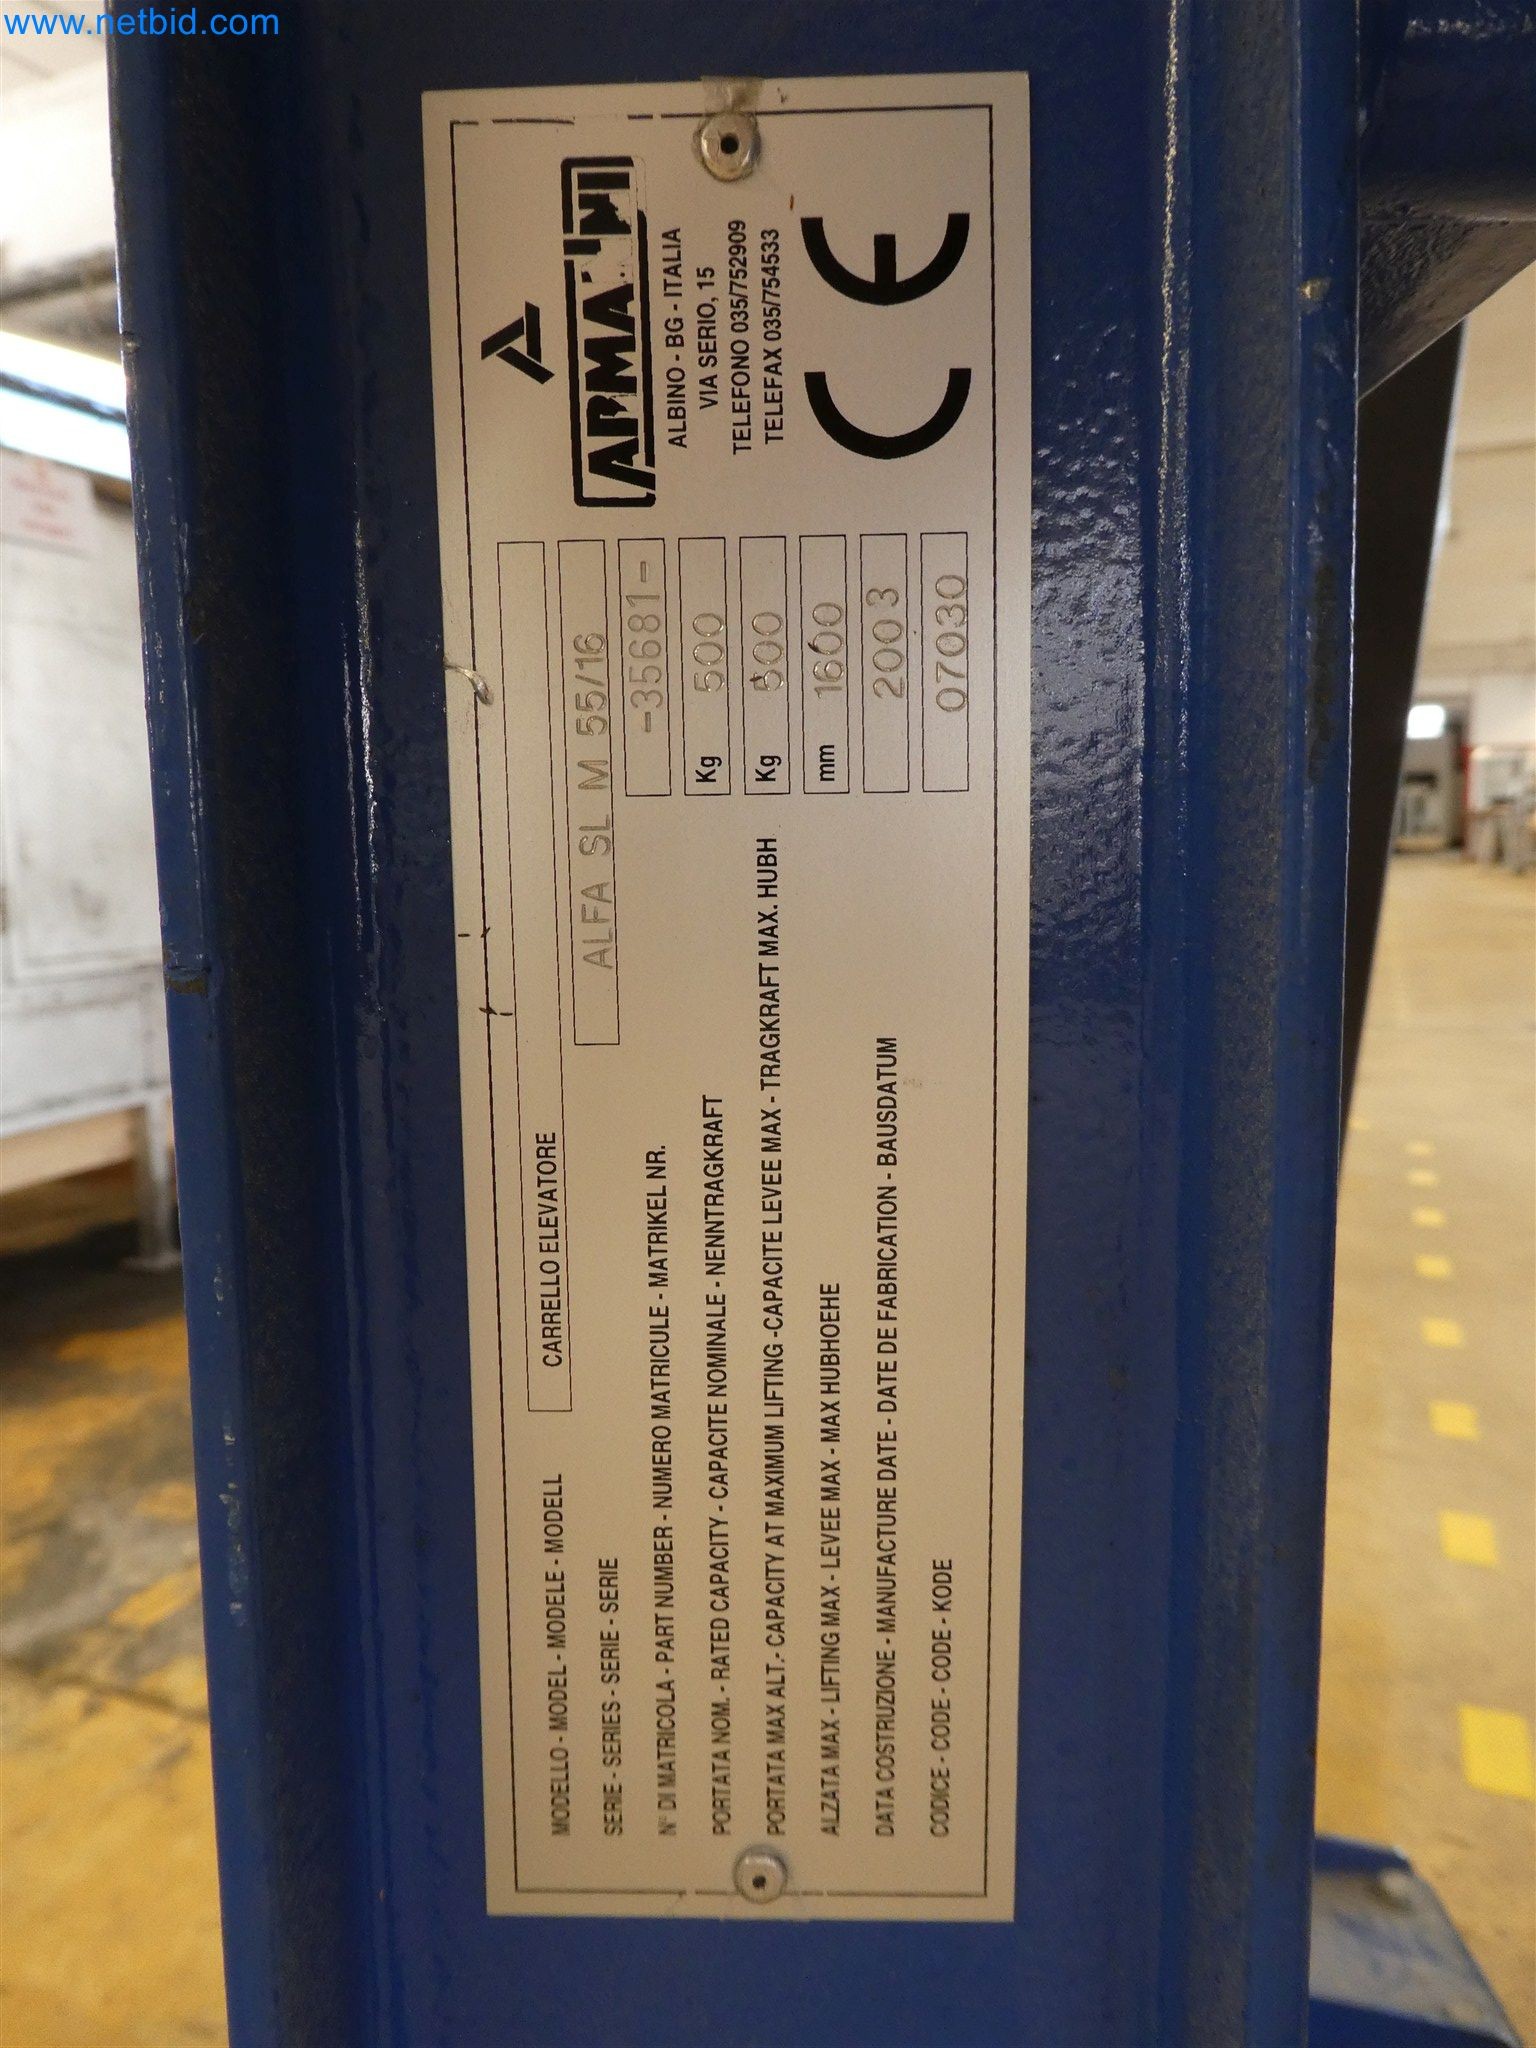 www.netbid.com
MODELLO - MODEL - MODELE - MODELL CARRELLO ELEVATORE
SERIE - SERIES - SERIE - SERIE ALFA SL M 55/16
N° DI MATRICOLA - PART NUMBER - NUMERO MATRICULE - MATRIKEL NR. -35681-
PORTATA NOM. - RATED CAPACITY - CAPACITE NOMINALE - NENNTRAGKRAFT Kg 500
PORTATA MAX ALT.- CAPACITY AT MAXIMUM LIFTING -CAPACITE LEVEE MAX - TRAGKRAFT MAX. HUBH Kg 500
ALZATA MAX - LIFTING MAX - LEVEE MAX - MAX HUBHOEHE mm 1600
DATA COSTRUZIONE - MANUFACTURE DATE - DATE DE FABRICATION - BAUSDATUM 2003
CODICE - CODE - CODE - KODE 07030
ALBINO - BG - ITALIA
VIA SERIO, 15
TELEFONO 035/752909
TELEFAX 035/754533
CE